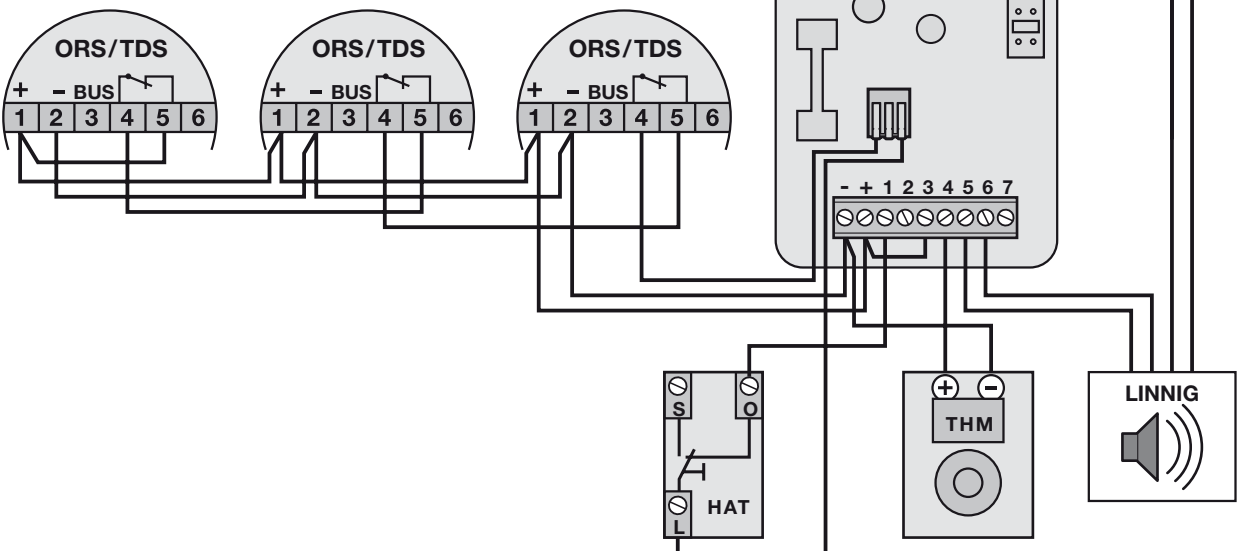 ORS/TDS
+ − BUS
1 2 3 4 5 6
ORS/TDS
+ − BUS
1 2 3 4 5 6
ORS/TDS
+ − BUS
1 2 3 4 5 6
- + 1 2 3 4 5 6 7
S O
L
HAT
+ −
THM
LINNIG